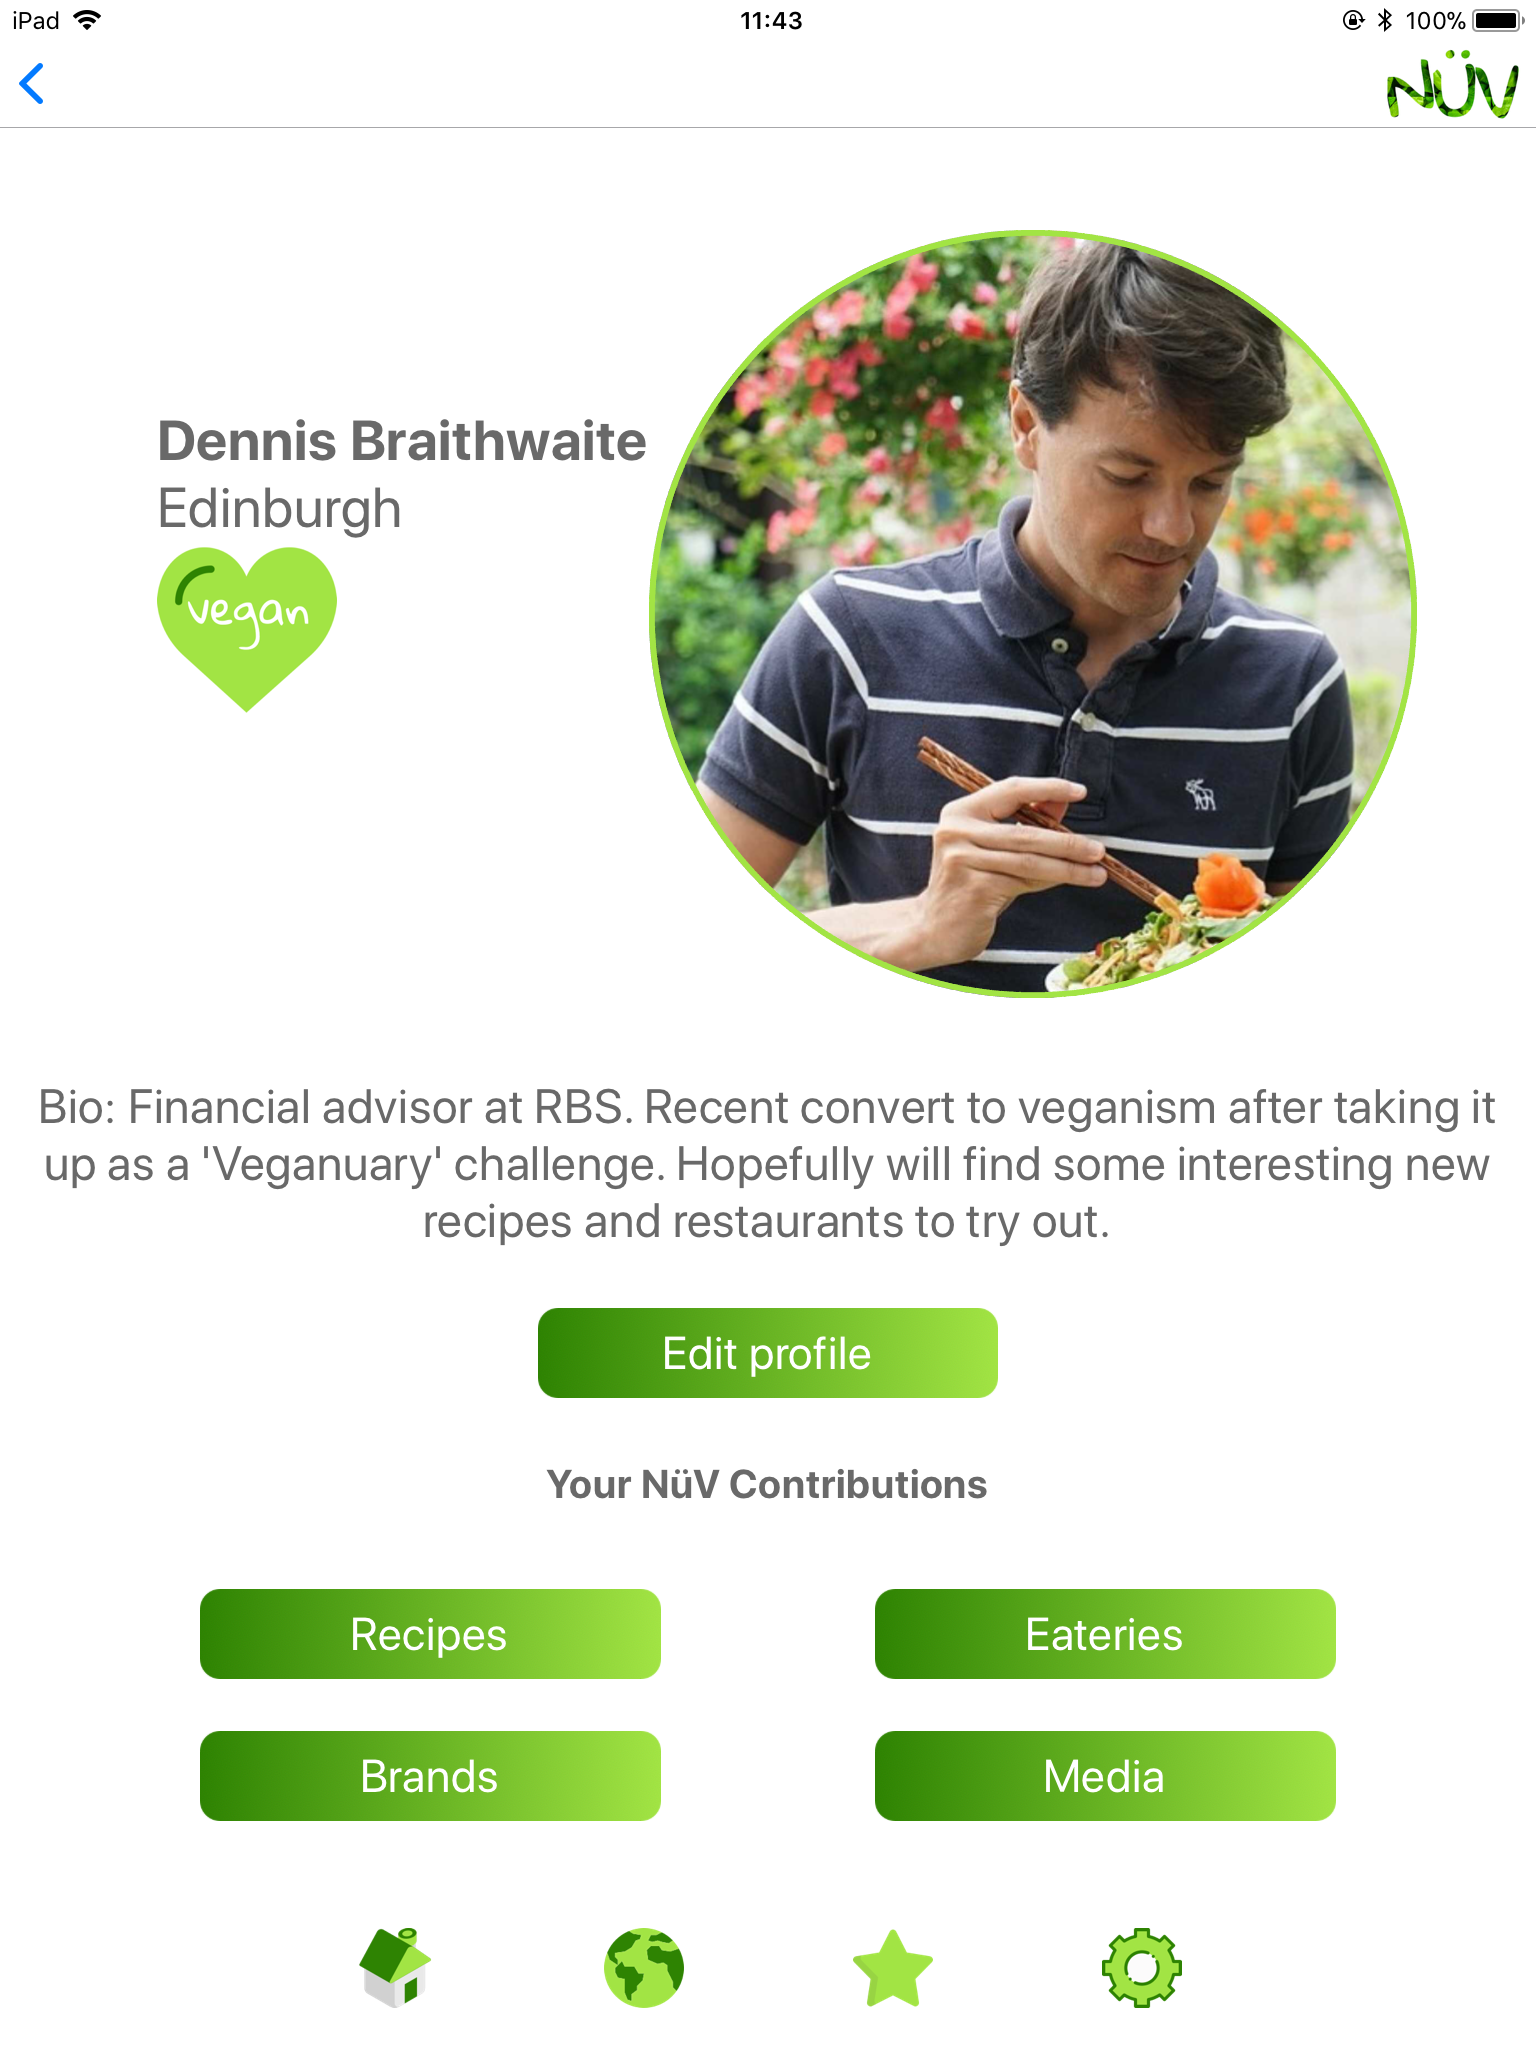 iPad 11:43 100%
NÜV
Dennis Braithwaite
Edinburgh
vegan
Bio: Financial advisor at RBS. Recent convert to veganism after taking it
up as a 'Veganuary' challenge. Hopefully will find some interesting new
recipes and restaurants to try out.
Edit profile
Your NüV Contributions
Recipes Eateries
Brands Media